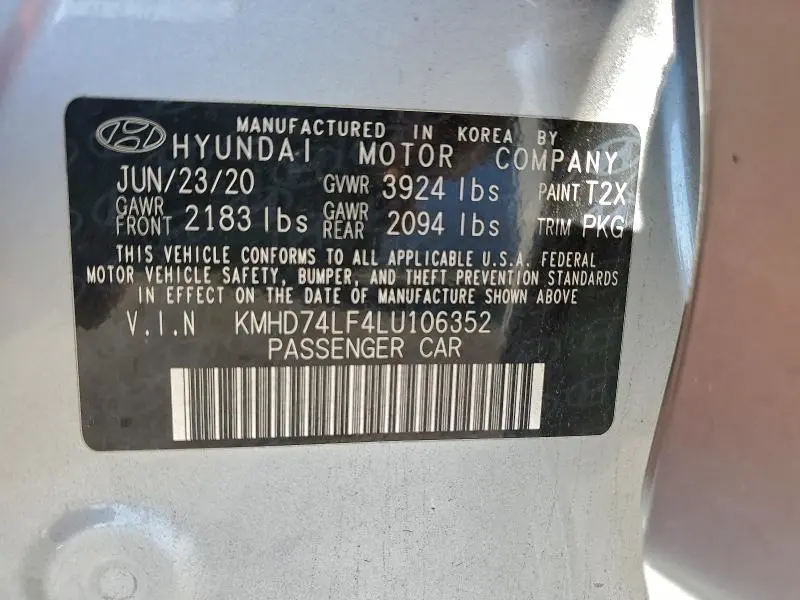 MANUFACTURED IN KOREA BY
HYUNDAI MOTOR COMPANY
JUN/23/20 GVWR 3924 lbs PAINT T2X
GAWR FRONT 2183 lbs GAWR REAR 2094 lbs TRIM PKG
THIS VEHICLE CONFORMS TO ALL APPLICABLE U.S.A. FEDERAL
MOTOR VEHICLE SAFETY, BUMPER, AND THEFT PREVENTION STANDARDS
IN EFFECT ON THE DATE OF MANUFACTURE SHOWN ABOVE.
V.I.N KMHD74LF4LU106352
PASSENGER CAR